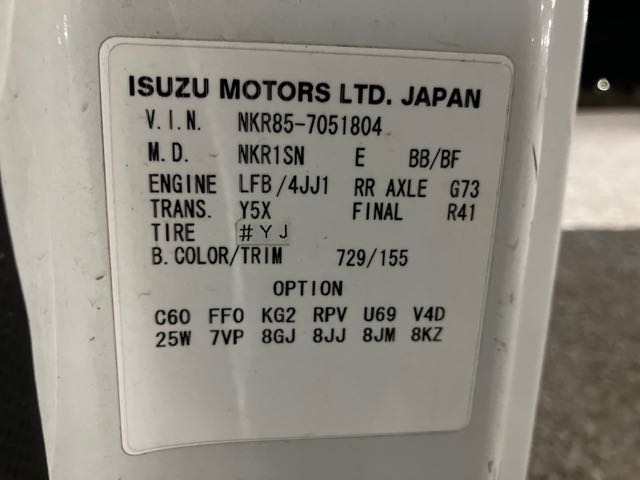 ISUZU MOTORS LTD. JAPAN
V.I.N. NKR85-7051804
M.D. NKR1SN E BB/BF
ENGINE LFB/4JJ1 RR AXLE G73
TRANS. Y5X FINAL R41
TIRE #YJ
B.COLOR/TRIM 729/155
OPTION
C60 FF0 KG2 RPV U69 V4D
25W 7VP 8GJ 8JJ 8JM 8KZ